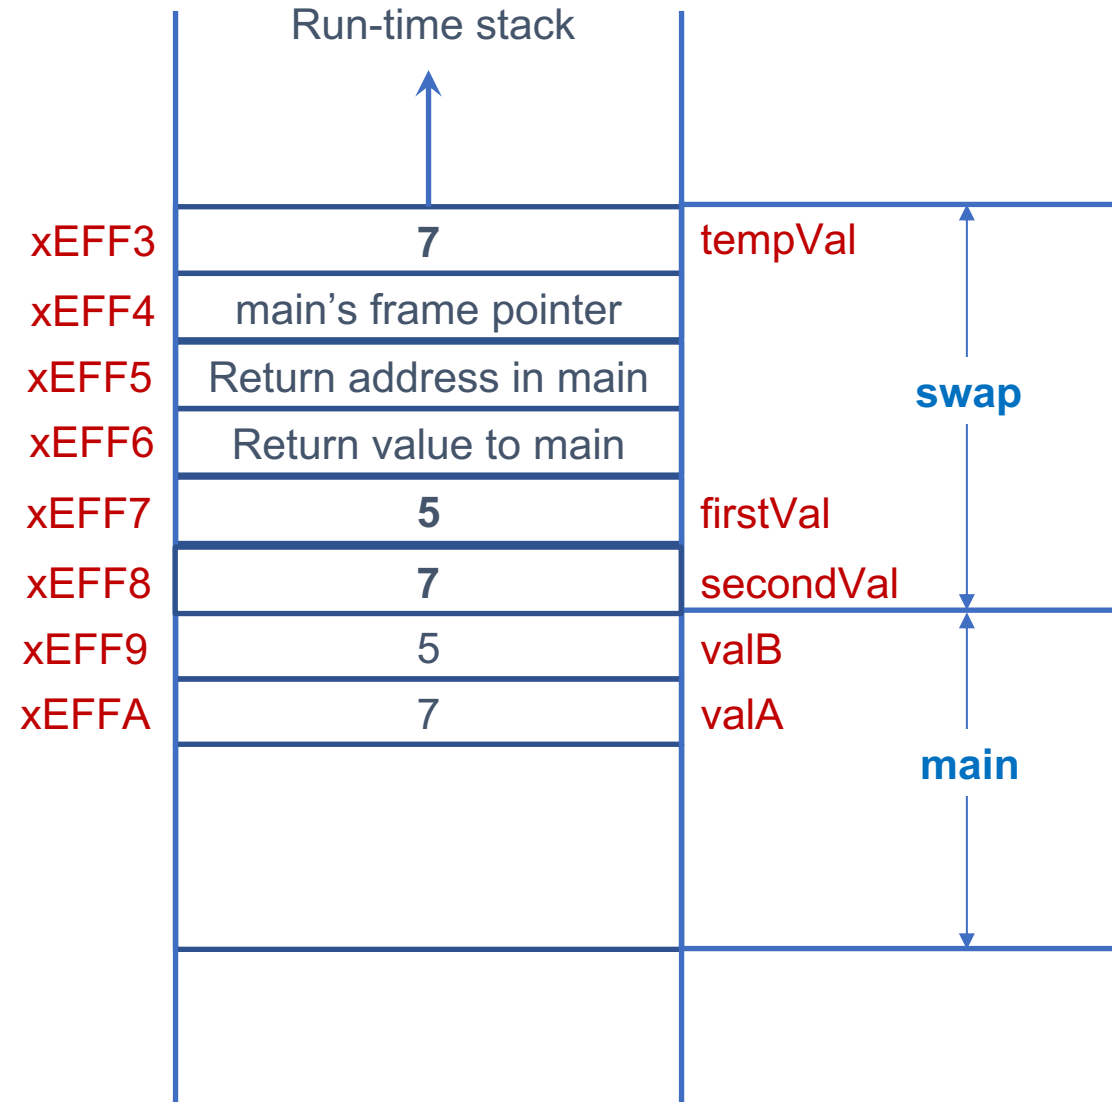 Run-time stack
xEFF3 7 tempVal
xEFF4 main’s frame pointer
xEFF5 Return address in main
swap
xEFF6 Return value to main
xEFF7 5 firstVal
xEFF8 7 secondVal
xEFF9 5 valB
xEFFA 7 valA
main